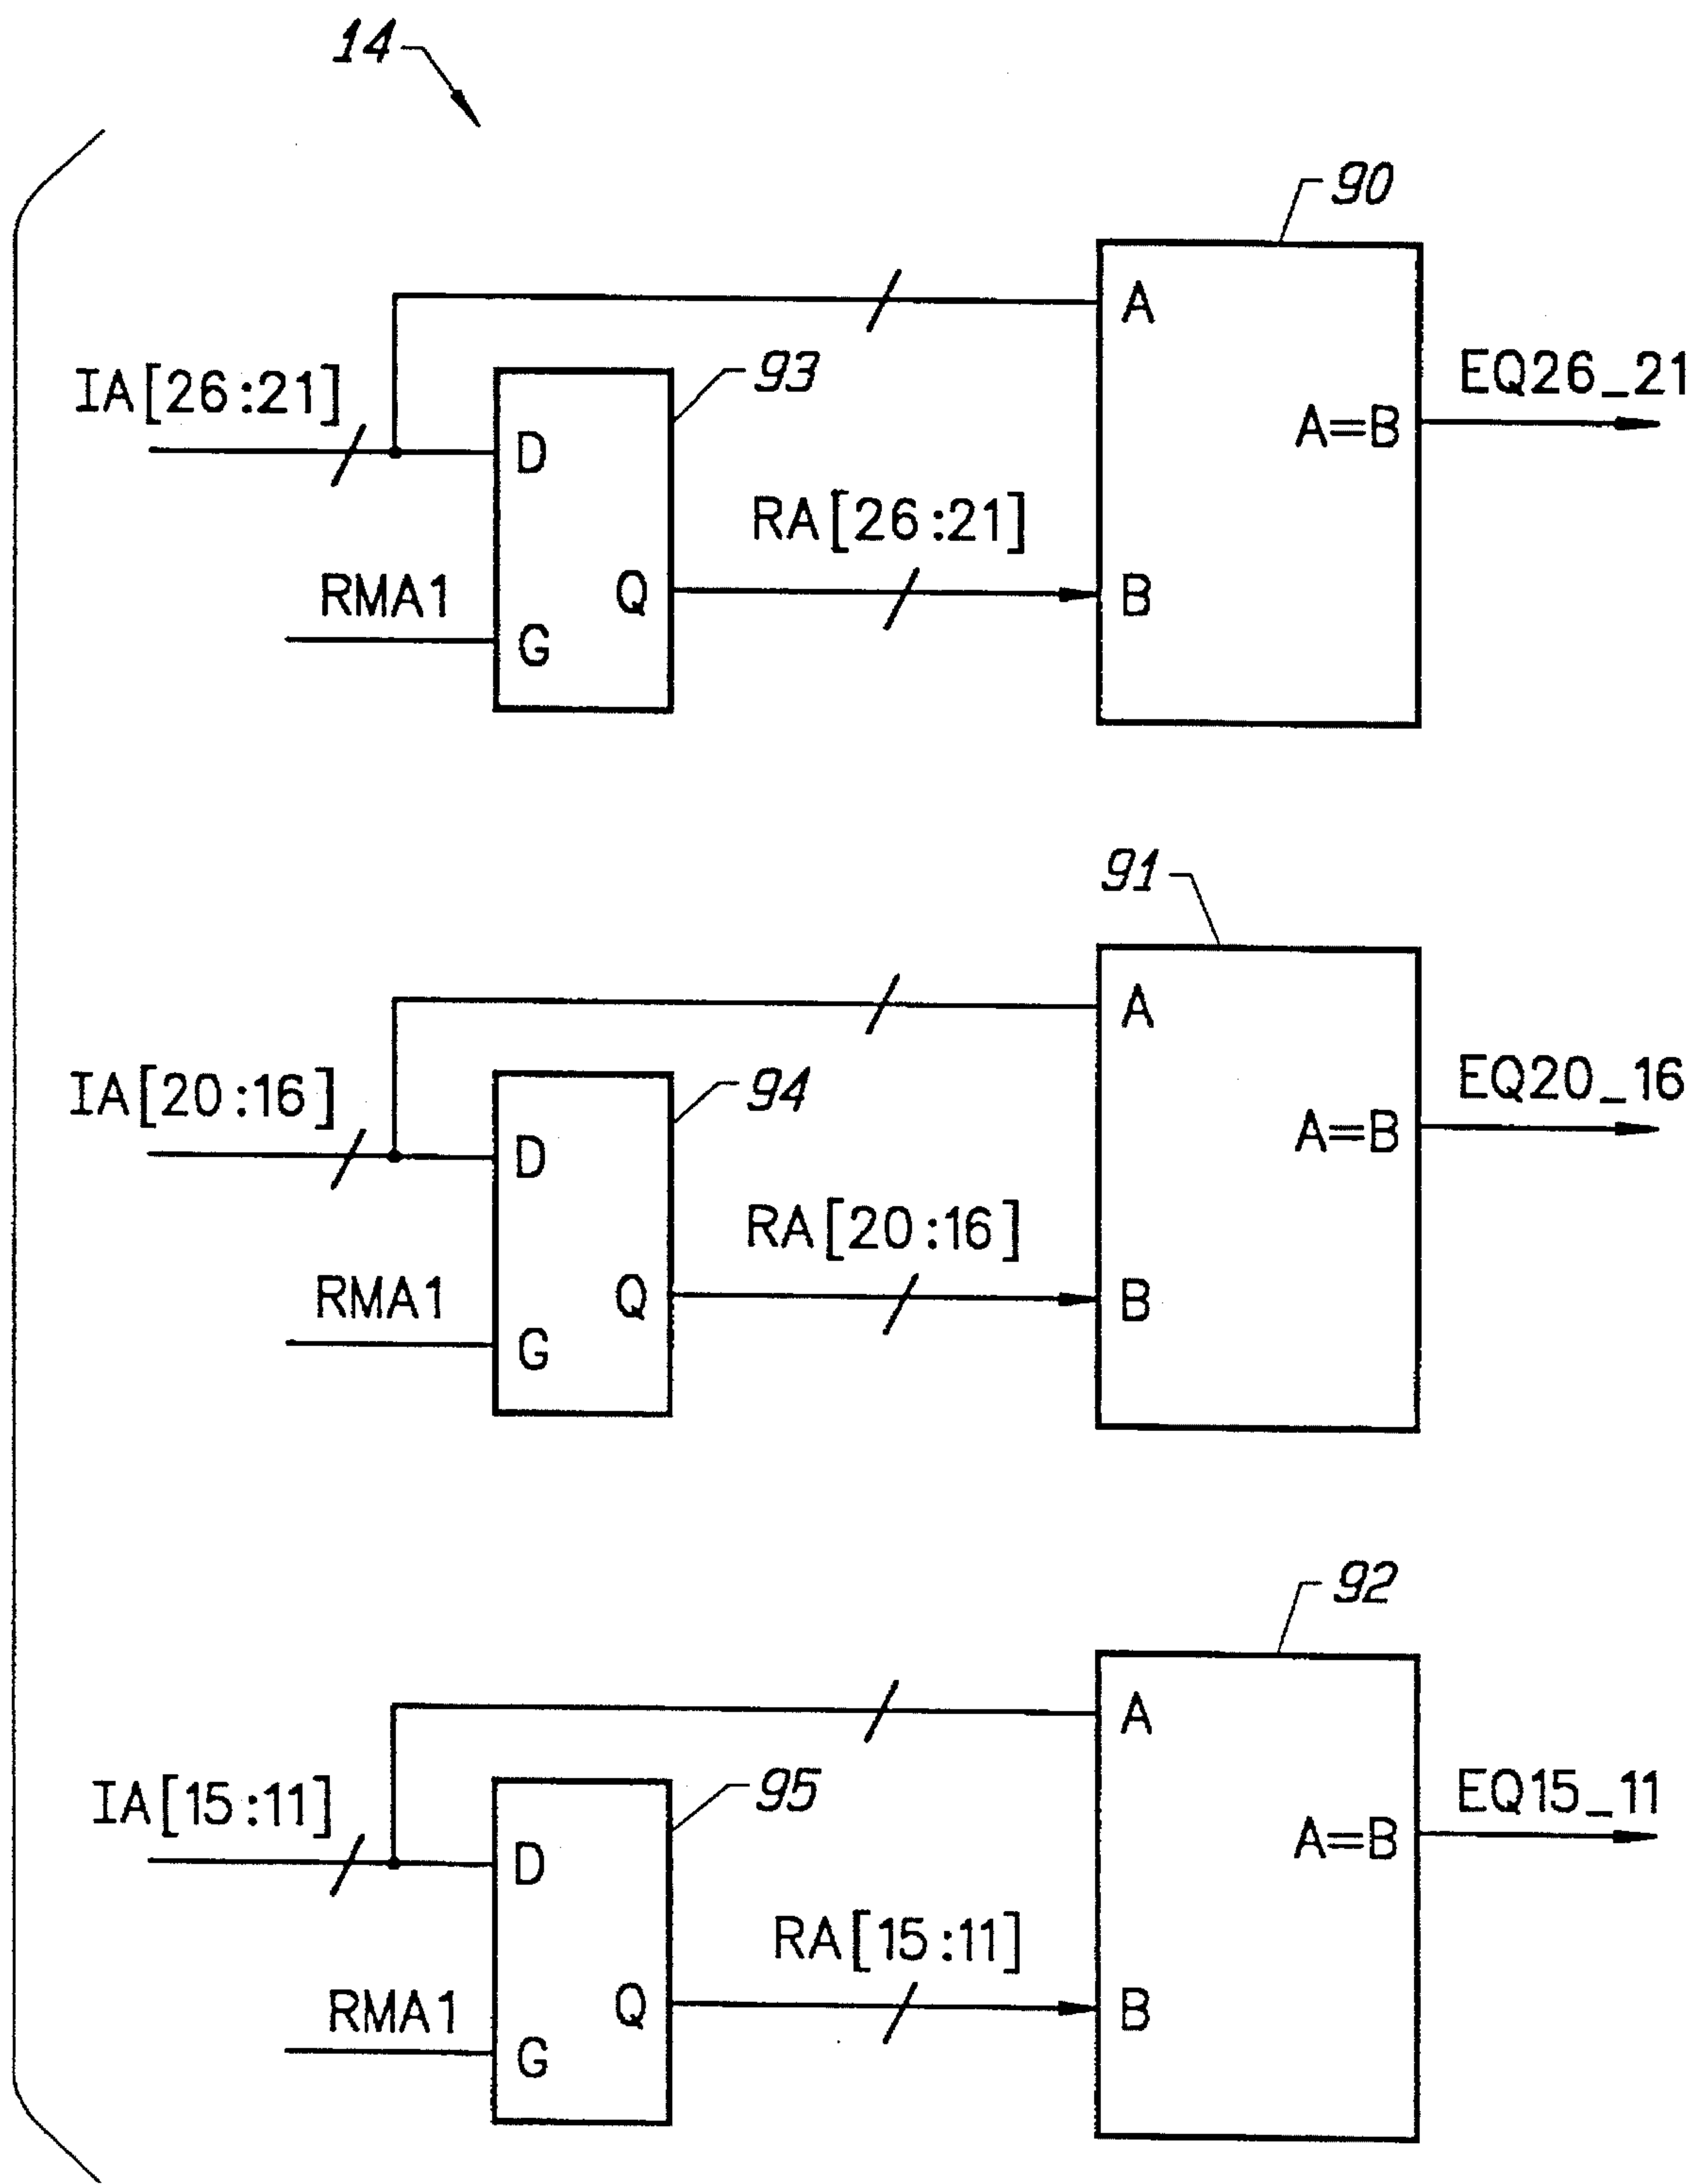 14
90
A
IA[26:21]
93
EQ26_21
D
A=B
RA[26:21]
RMA1
Q
B
G
91
A
IA[20:16]
94
EQ20_16
D
A=B
RA[20:16]
RMA1
Q
B
G
92
A
IA[15:11]
95
EQ15_11
D
A=B
RA[15:11]
RMA1
Q
B
G